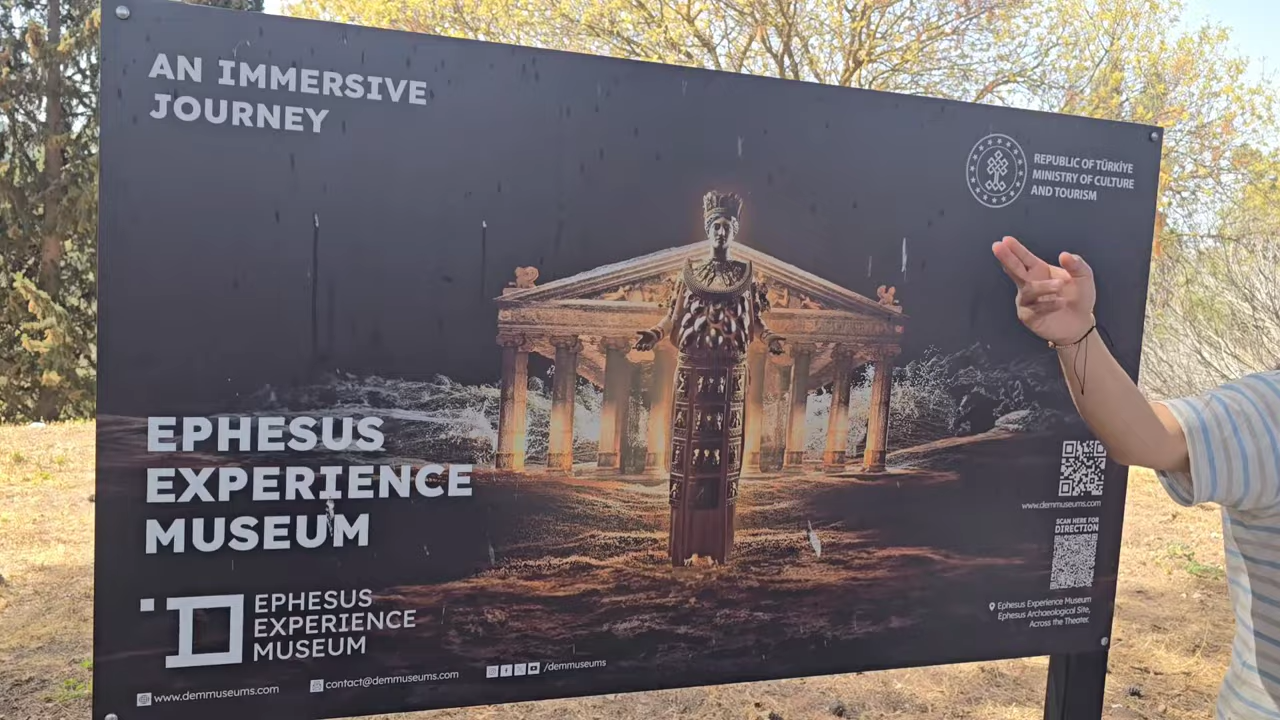 AN IMMERSIVE
JOURNEY
REPUBLIC OF TÜRKİYE
MINISTRY OF CULTURE
AND TOURISM
EPHESUS
EXPERIENCE
MUSEUM
EPHESUS
EXPERIENCE
MUSEUM
www.demmuseums.com
contact@demmuseums.com
/demmuseums
www.demmuseums.com
SCAN HERE FOR
DIRECTION
Ephesus Experience Museum
Ephesus Archaeological Site,
Across the Theater.